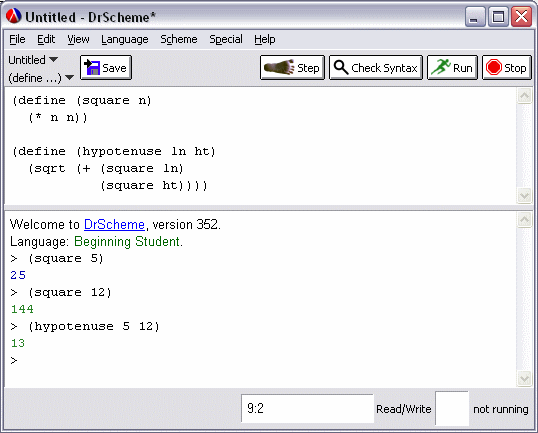 Untitled - DrScheme*
File Edit View Language Scheme Special Help
Untitled
(define ...)
Save
Step
Check Syntax
Run
Stop
(define (square n)
  (* n n))

(define (hypotenuse ln ht)
  (sqrt (+ (square ln)
           (square ht))))
Welcome to DrScheme, version 352.
Language: Beginning Student.
> (square 5)
25
> (square 12)
144
> (hypotenuse 5 12)
13
>
9:2 Read/Write not running